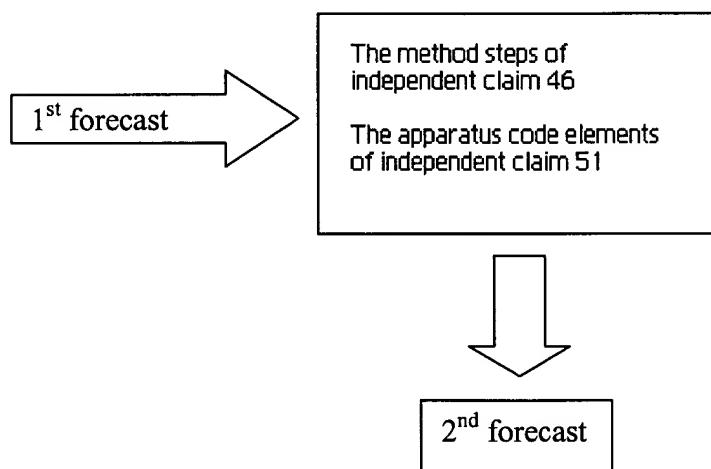 1st forecast
The method steps of
independent claim 46
The apparatus code elements
of independent claim 51
2nd forecast